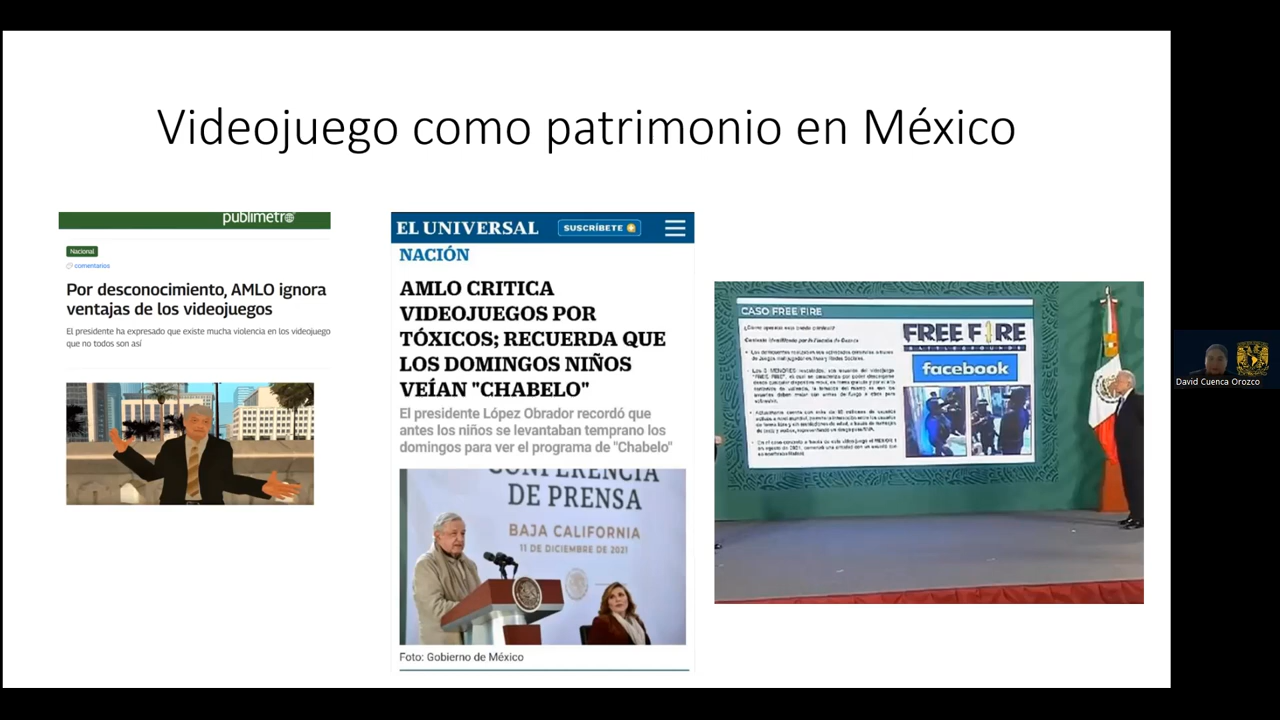 Videojuego como patrimonio en México
publimetro
Nacional
comentarios
Por desconocimiento, AMLO ignora
ventajas de los videojuegos
El presidente ha expresado que existe mucha violencia en los videojuego
que no todos son así
EL UNIVERSAL
SUSCRÍBETE
NACIÓN
AMLO CRITICA
VIDEOJUEGOS POR
TÓXICOS; RECUERDA QUE
LOS DOMINGOS NIÑOS
VEÍAN "CHABELO"
El presidente López Obrador recordó que
antes los niños se levantaban temprano los
domingos para ver el programa de "Chabelo"
CONFERENCIA
DE PRENSA
BAJA CALIFORNIA
11 DE DICIEMBRE DE 2021
Foto: Gobierno de México
CASO FREE FIRE
FREE FIRE
BATTLEGROUNDS
facebook
David Cuenca Orozco